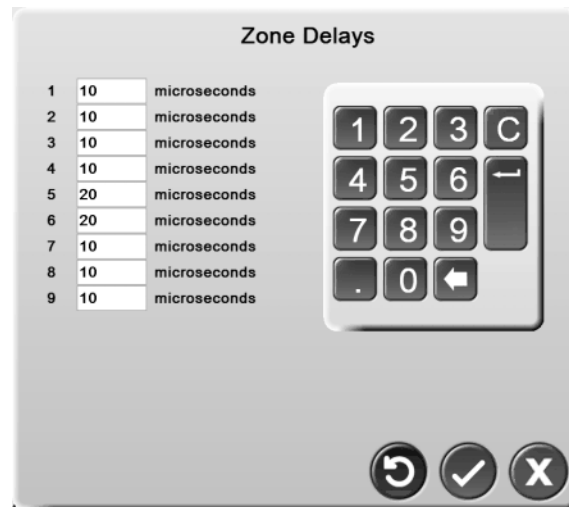 Zone Delays
1 10 microseconds
2 10 microseconds
3 10 microseconds
4 10 microseconds
5 20 microseconds
6 20 microseconds
7 10 microseconds
8 10 microseconds
9 10 microseconds
1 2 3 C
4 5 6
7 8 9
. 0